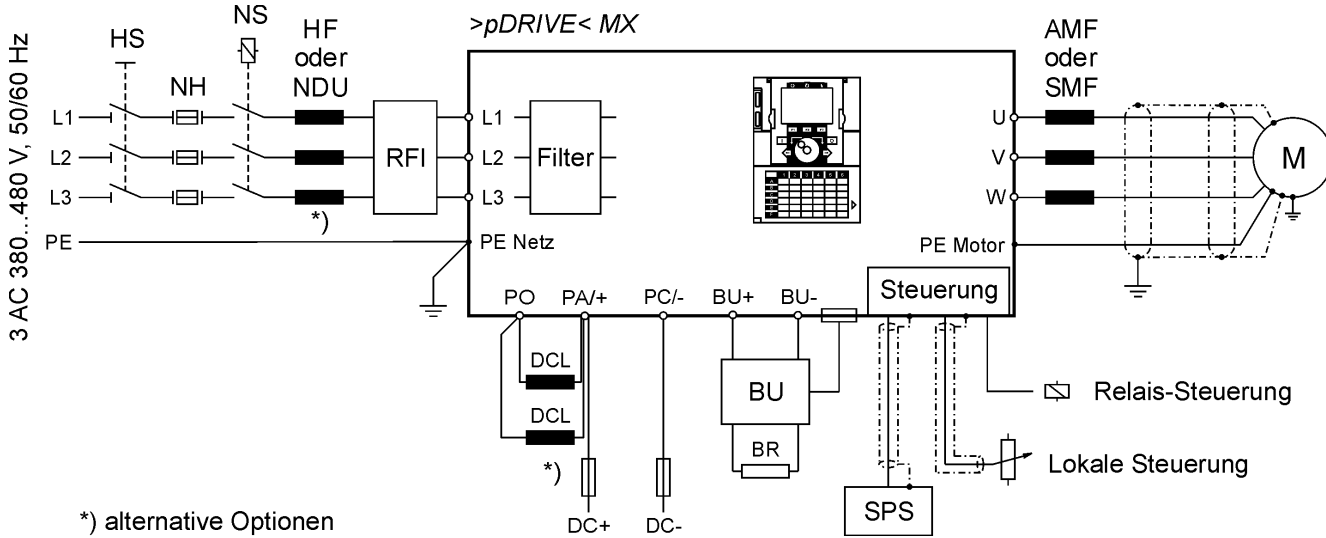 >pDRIVE< MX
3 AC 380...480 V, 50/60 Hz
HS
NH
NS
HF
oder
NDU
*)
L1
L2
L3
PE
RFI
L1
L2
L3
Filter
PE Netz
U
V
W
PE Motor
AMF
oder
SMF
M
PO
PA/+
PC/-
BU+
BU-
Steuerung
DCL
DCL
*)
DC+
DC-
BU
BR
SPS
Relais-Steuerung
Lokale Steuerung
*) alternative Optionen